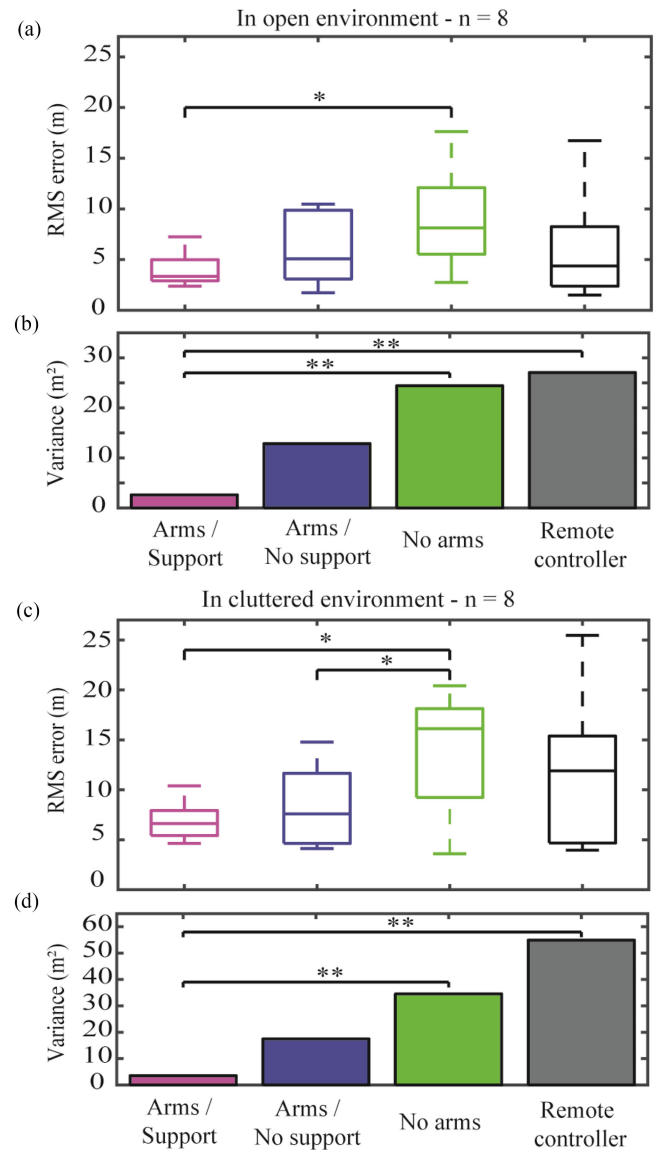 (a)
In open environment - n = 8
25
20
15
10
5
0
RMS error (m)
*
(b)
30
20
10
0
Variance (m²)
**
**
Arms / Support
Arms / No support
No arms
Remote controller
(c)
In cluttered environment - n = 8
25
20
15
10
5
0
RMS error (m)
*
*
(d)
60
50
40
30
20
10
0
Variance (m²)
**
**
Arms / Support
Arms / No support
No arms
Remote controller